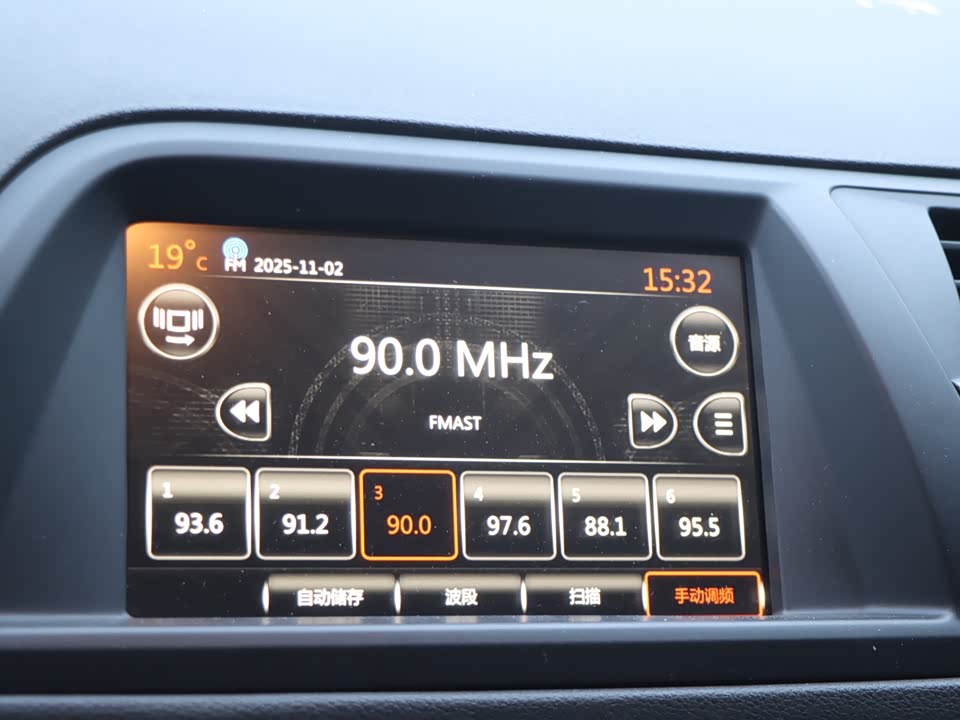 19°C FM 2025-11-02 15:32
音源
90.0 MHz
FMAST
1 2 3 4 5 6
93.6 91.2 90.0 97.6 88.1 95.5
自动储存 波段 扫描 手动调频